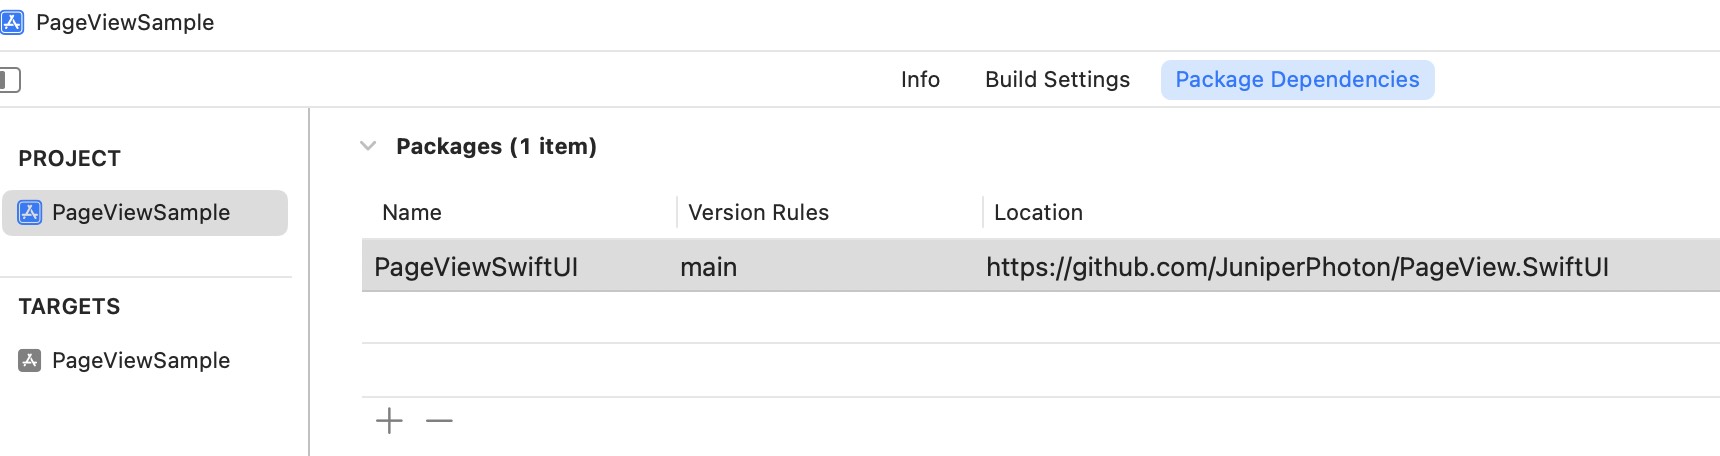 PageViewSample
Info Build Settings Package Dependencies
PROJECT
PageViewSample
TARGETS
PageViewSample
Packages (1 item)
Name Version Rules Location
PageViewSwiftUI main https://github.com/JuniperPhoton/PageView.SwiftUI